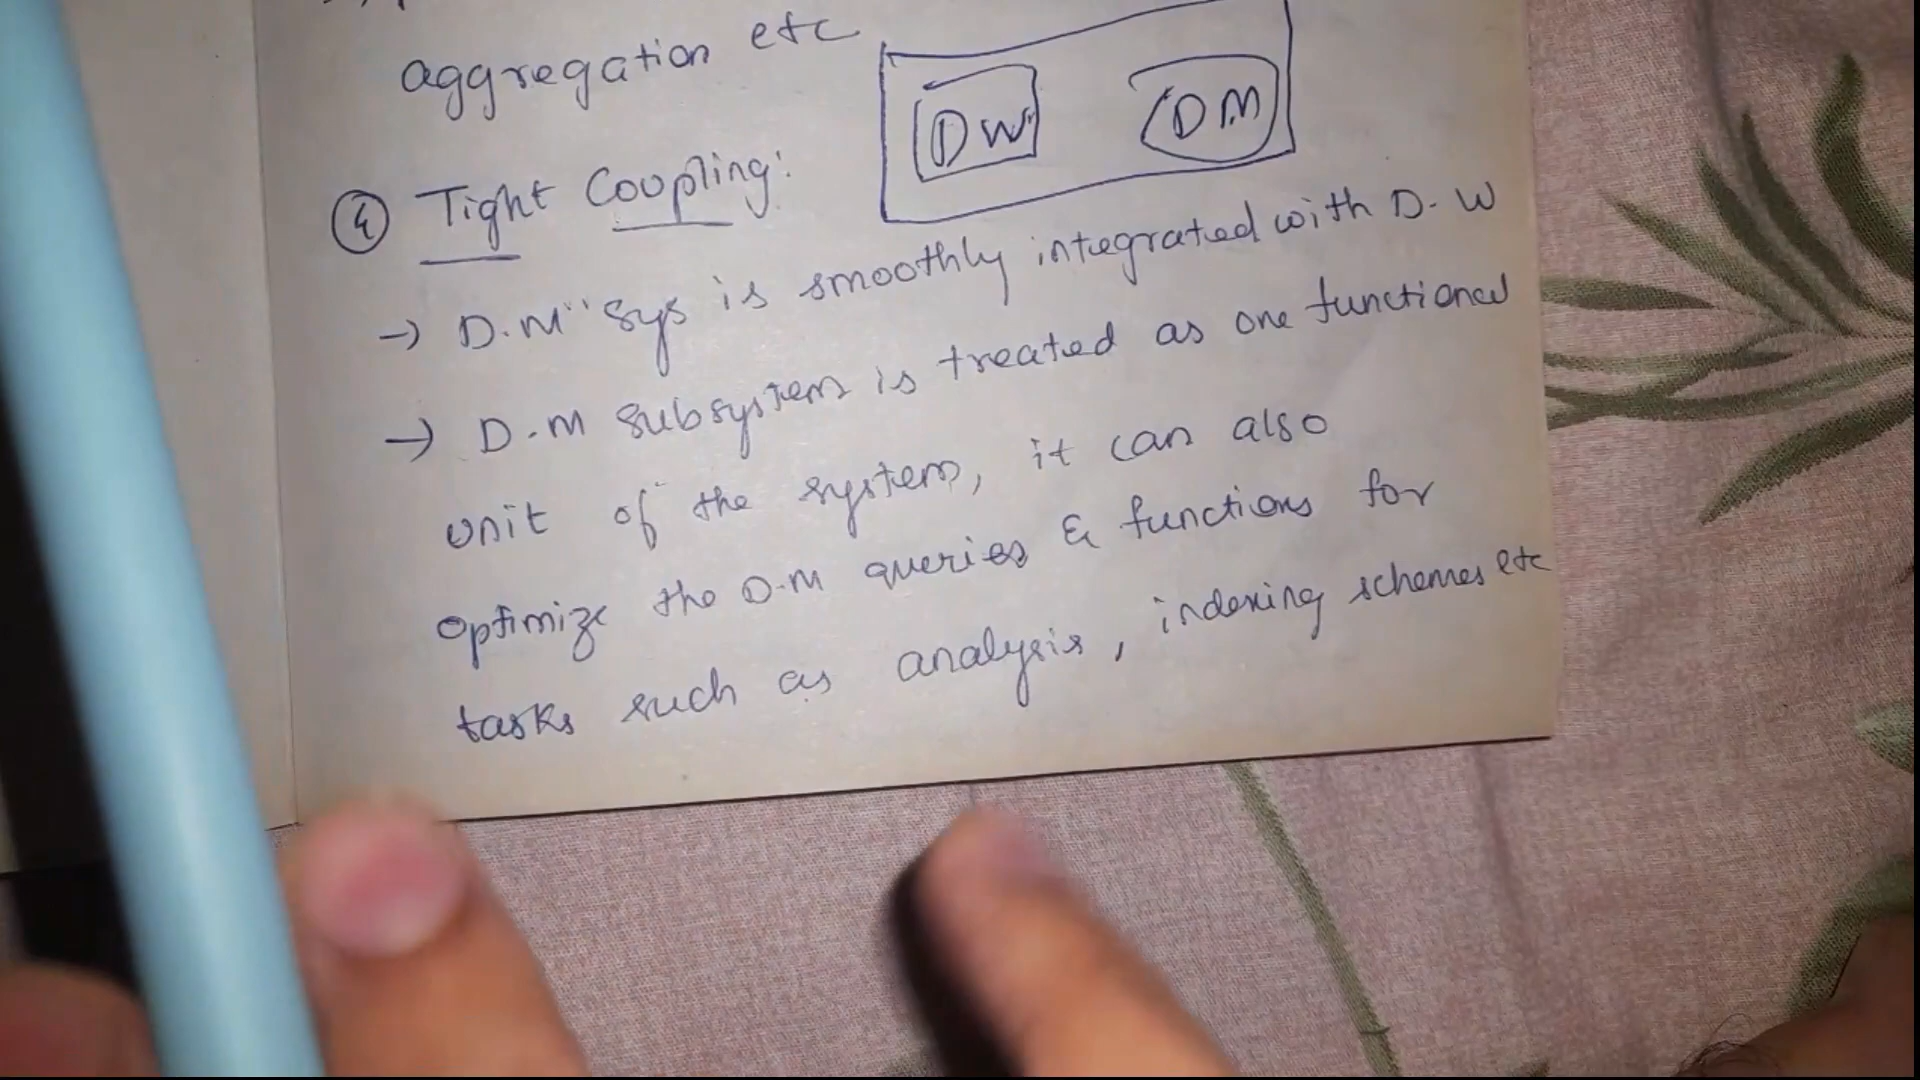 aggregation etc
DW DM
④ Tight Coupling:
→ D.M sys is smoothly integrated with D.W
→ D.M subsystem is treated as one functional
unit of the system, it can also
optimize the D.M queries & functions for
tasks such as analysis, indexing schemes etc